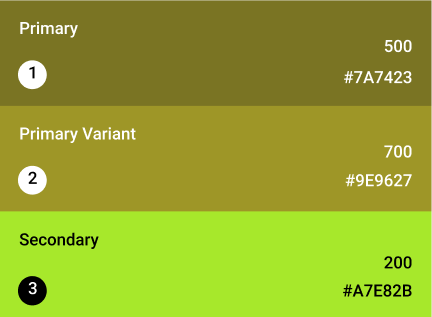 Primary
500
1
#7A7423
Primary Variant
700
2
#9E9627
Secondary
200
3
#A7E82B